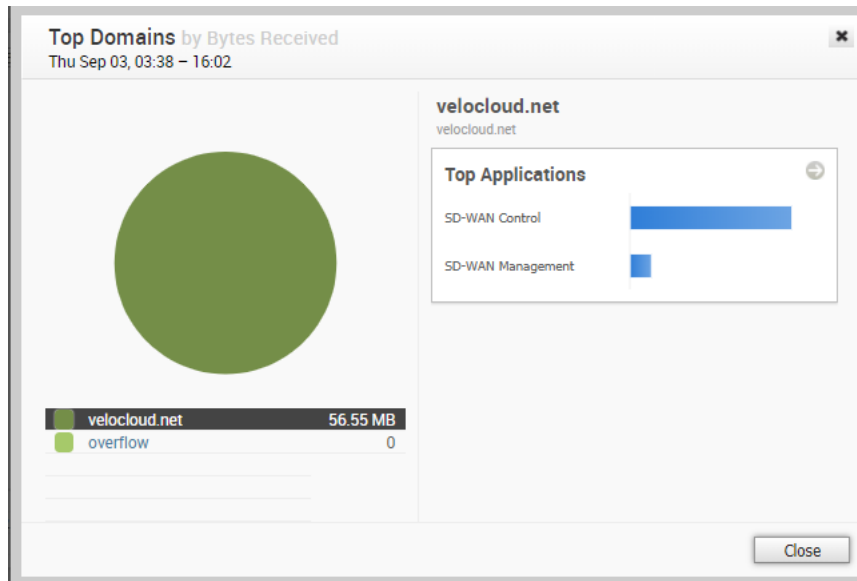 Top Domains by Bytes Received
Thu Sep 03, 03:38 – 16:02
velocloud.net
velocloud.net
Top Applications
SD-WAN Control
SD-WAN Management
velocloud.net 56.55 MB
overflow 0
Close